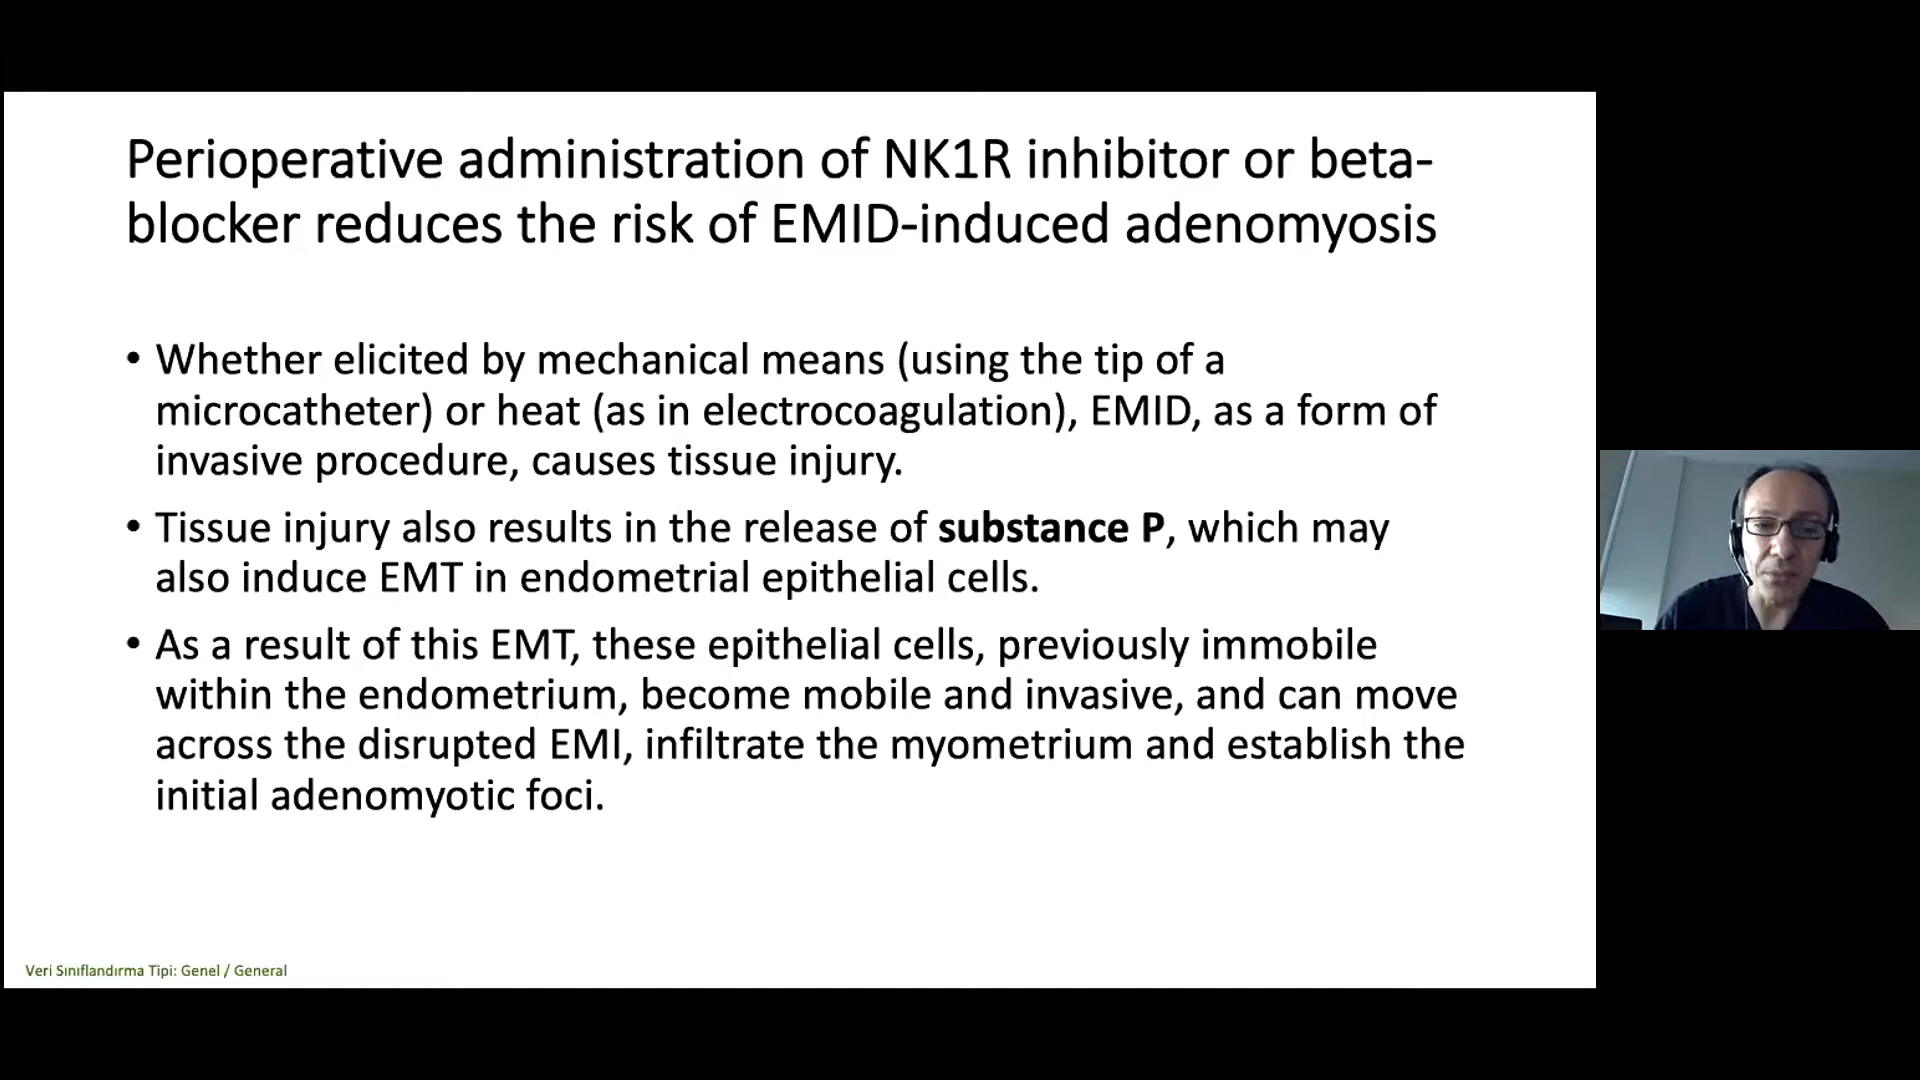 Perioperative administration of NK1R inhibitor or beta-
blocker reduces the risk of EMID-induced adenomyosis
• Whether elicited by mechanical means (using the tip of a
microcatheter) or heat (as in electrocoagulation), EMID, as a form of
invasive procedure, causes tissue injury.
• Tissue injury also results in the release of substance P, which may
also induce EMT in endometrial epithelial cells.
• As a result of this EMT, these epithelial cells, previously immobile
within the endometrium, become mobile and invasive, and can move
across the disrupted EMI, infiltrate the myometrium and establish the
initial adenomyotic foci.
Veri Sınıflandırma Tipi: Genel / General